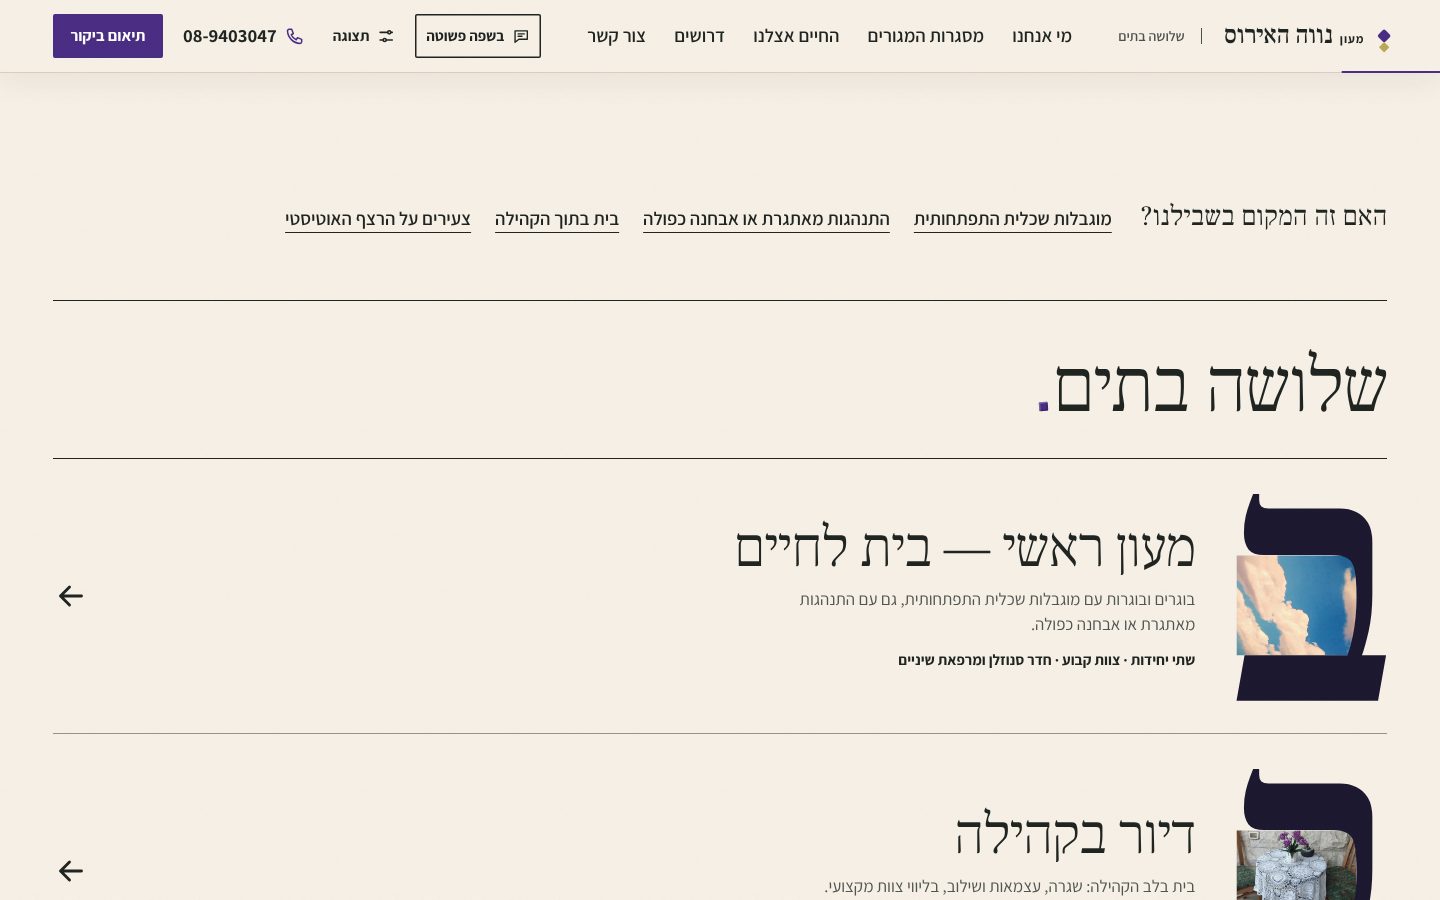 מעון נווה האירוס | שלושה בתים
מי אנחנו
מסגרות המגורים
החיים אצלנו
דרושים
צור קשר
בשפה פשוטה
תצוגה
08-9403047
תיאום ביקור
האם זה המקום בשבילנו?
מוגבלות שכלית התפתחותית
התנהגות מאתגרת או אבחנה כפולה
בית בתוך הקהילה
צעירים על הרצף האוטיסטי
שלושה בתים.
ב
מעון ראשי — בית לחיים
בוגרים ובוגרות עם מוגבלות שכלית התפתחותית, גם עם התנהגות
מאתגרת או אבחנה כפולה.
שתי יחידות · צוות קבוע · חדר סנוזלן ומרפאת שיניים
ב
דיור בקהילה
בית בלב הקהילה: שגרה, עצמאות ושילוב, בליווי צוות מקצועי.